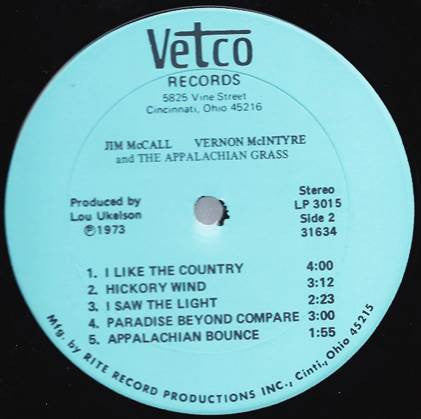 Vetco
RECORDS
5825 Vine Street
Cincinnati, Ohio 45216
JIM McCALL VERNON McINTYRE
and THE APPALACHIAN GRASS
Produced by
Lou Ukelson
℗1973
Stereo
LP 3015
Side 2
31634
1. I LIKE THE COUNTRY 4:00
2. HICKORY WIND 3:12
3. I SAW THE LIGHT 2:23
4. PARADISE BEYOND COMPARE 3:00
5. APPALACHIAN BOUNCE 1:55
Mfg. by RITE RECORD PRODUCTIONS INC., Cinti., Ohio 45215